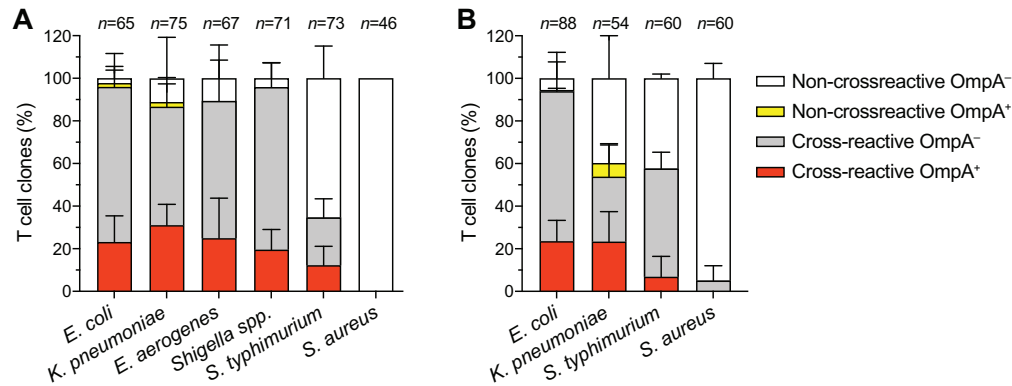 A
n=65 n=75 n=67 n=71 n=73 n=46
T cell clones (%)
120
100
80
60
40
20
0
E. coli
K. pneumoniae
E. aerogenes
Shigella spp.
S. typhimurium
S. aureus
B
n=88 n=54 n=60 n=60
T cell clones (%)
120
100
80
60
40
20
0
E. coli
K. pneumoniae
S. typhimurium
S. aureus
Non-crossreactive OmpA⁻
Non-crossreactive OmpA⁺
Cross-reactive OmpA⁻
Cross-reactive OmpA⁺